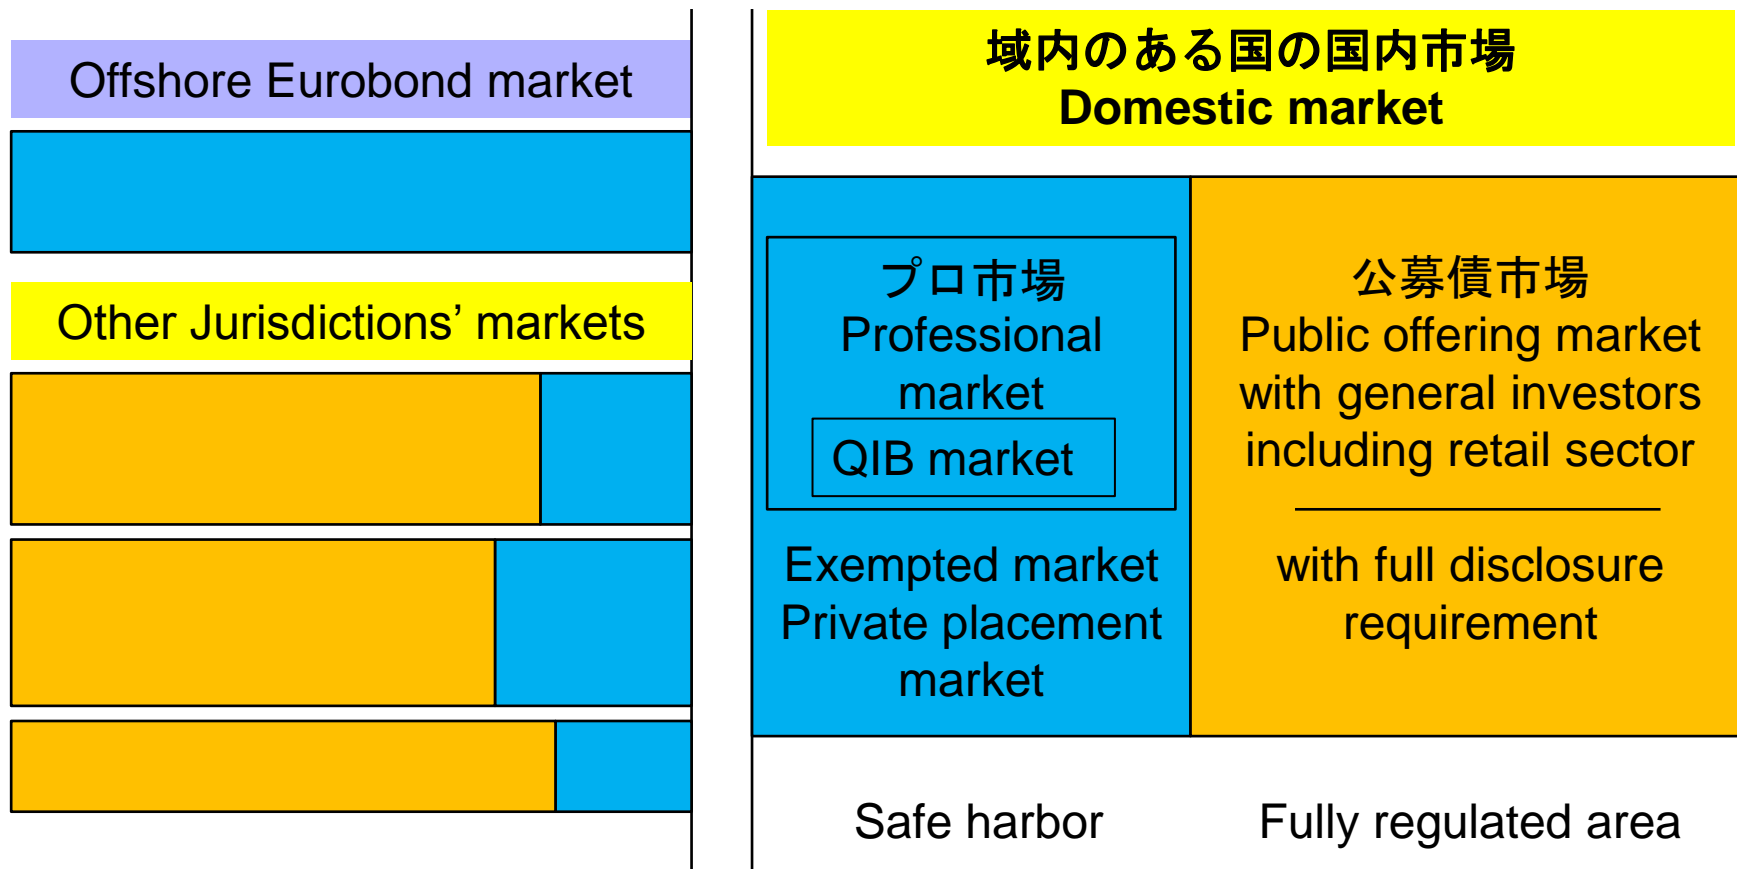 Offshore Eurobond market
Other Jurisdictions’ markets
域内のある国の国内市場
Domestic market
プロ市場
Professional
market
QIB market
Exempted market
Private placement
market
公募債市場
Public offering market
with general investors
including retail sector
with full disclosure
requirement
Safe harbor
Fully regulated area